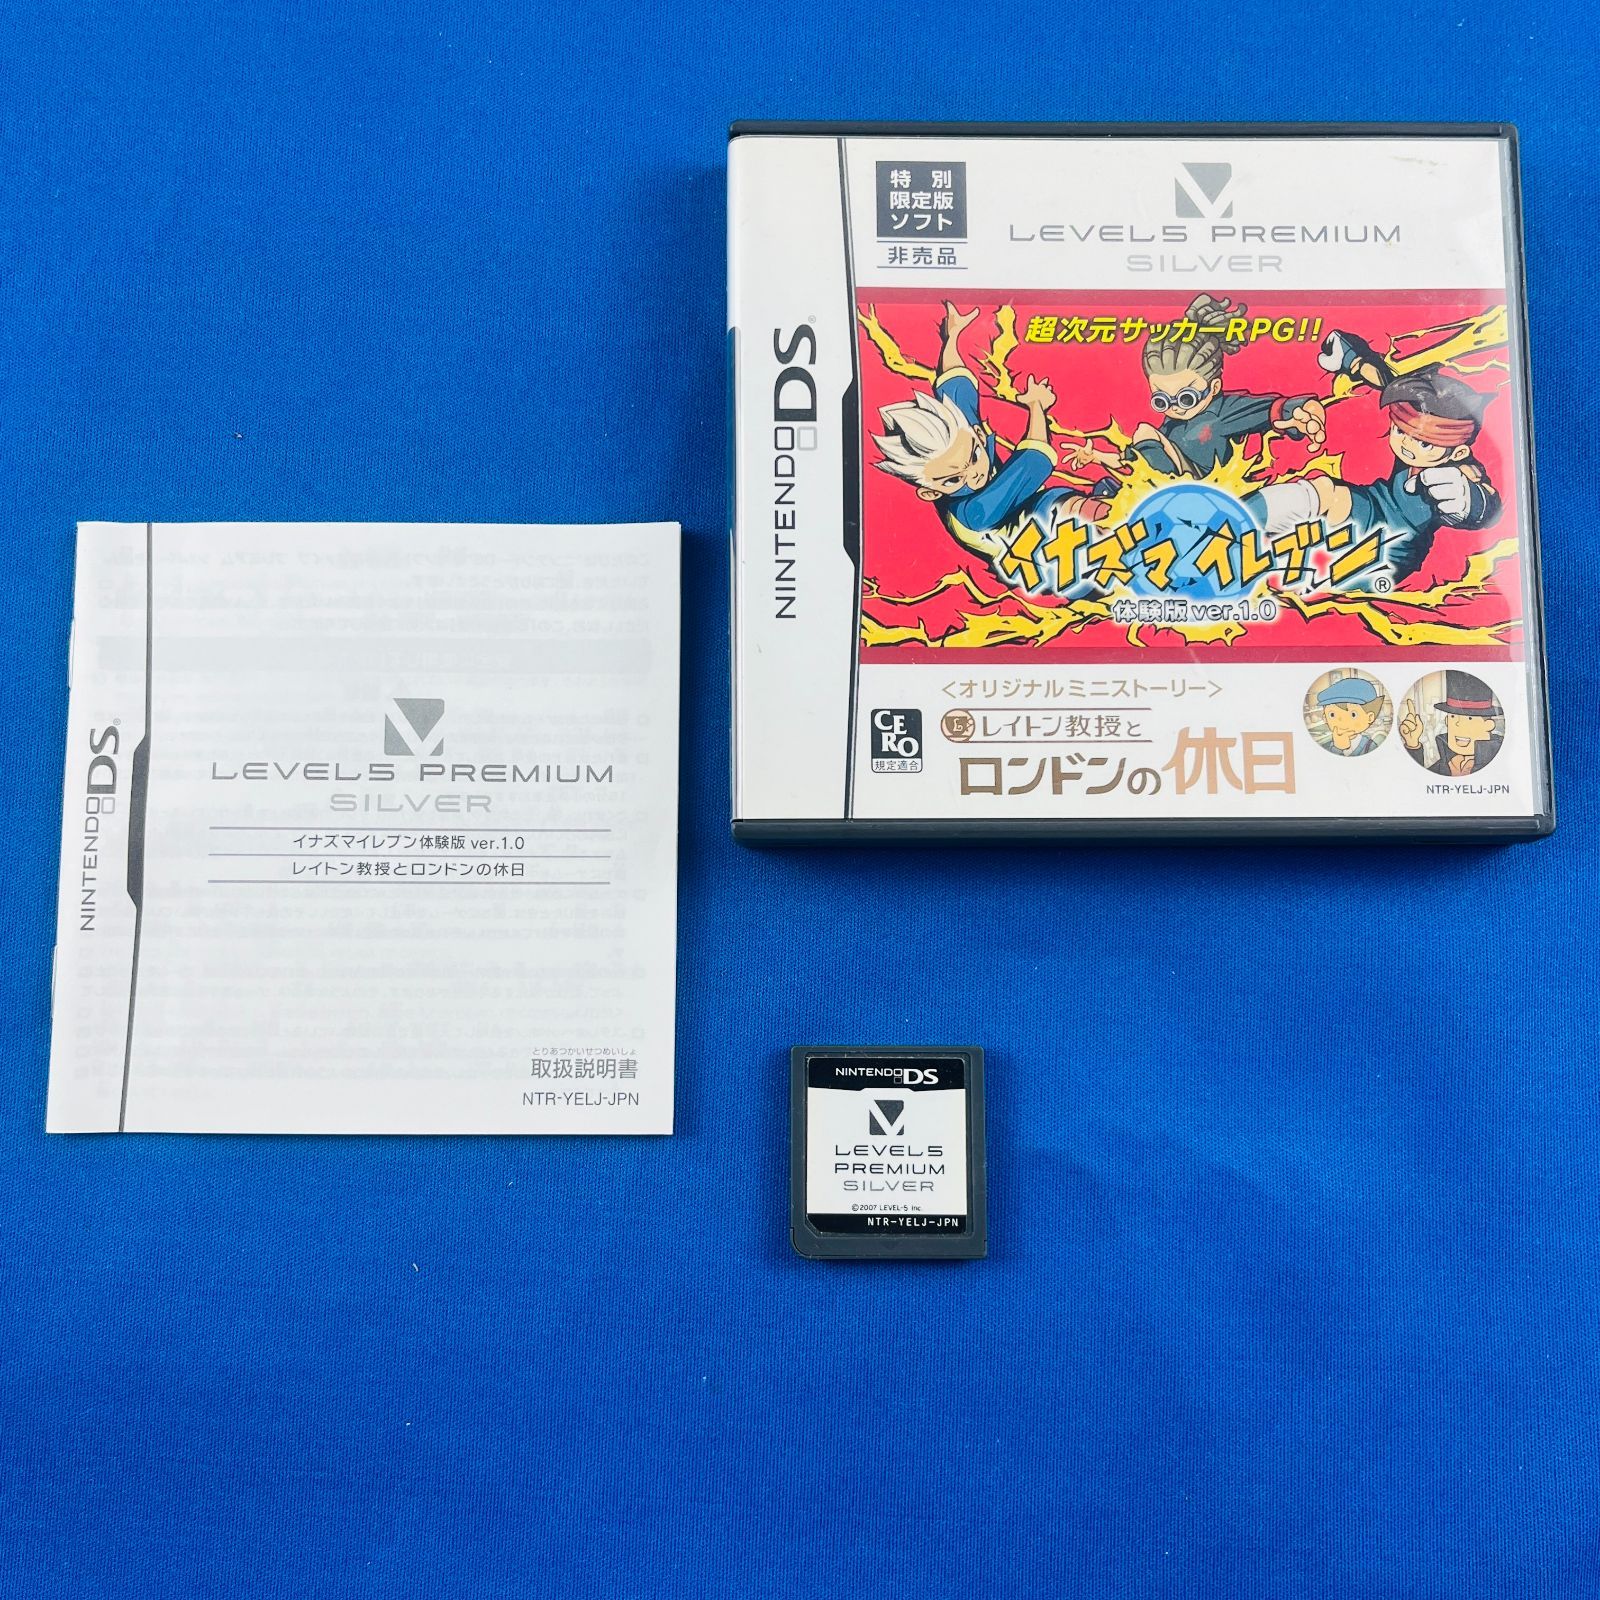 特別
限定版
ソフト
非売品
LEVEL5 PREMIUM
SILVER
NINTENDO DS®
超次元サッカーRPG!!
イナズマイレブン®
体験版 ver.1.0
<オリジナルミニストーリー>
レイトン教授と
ロンドンの休日
CERO
規定適合
NTR-YELJ-JPN
NINTENDO DS®
LEVEL5 PREMIUM
SILVER
イナズマイレブン体験版 ver.1.0
レイトン教授とロンドンの休日
とりあつかいせつめいしょ
取扱説明書
NTR-YELJ-JPN
NINTENDO DS
LEVEL5
PREMIUM
SILVER
©2007 LEVEL-5 Inc.
NTR-YELJ-JPN